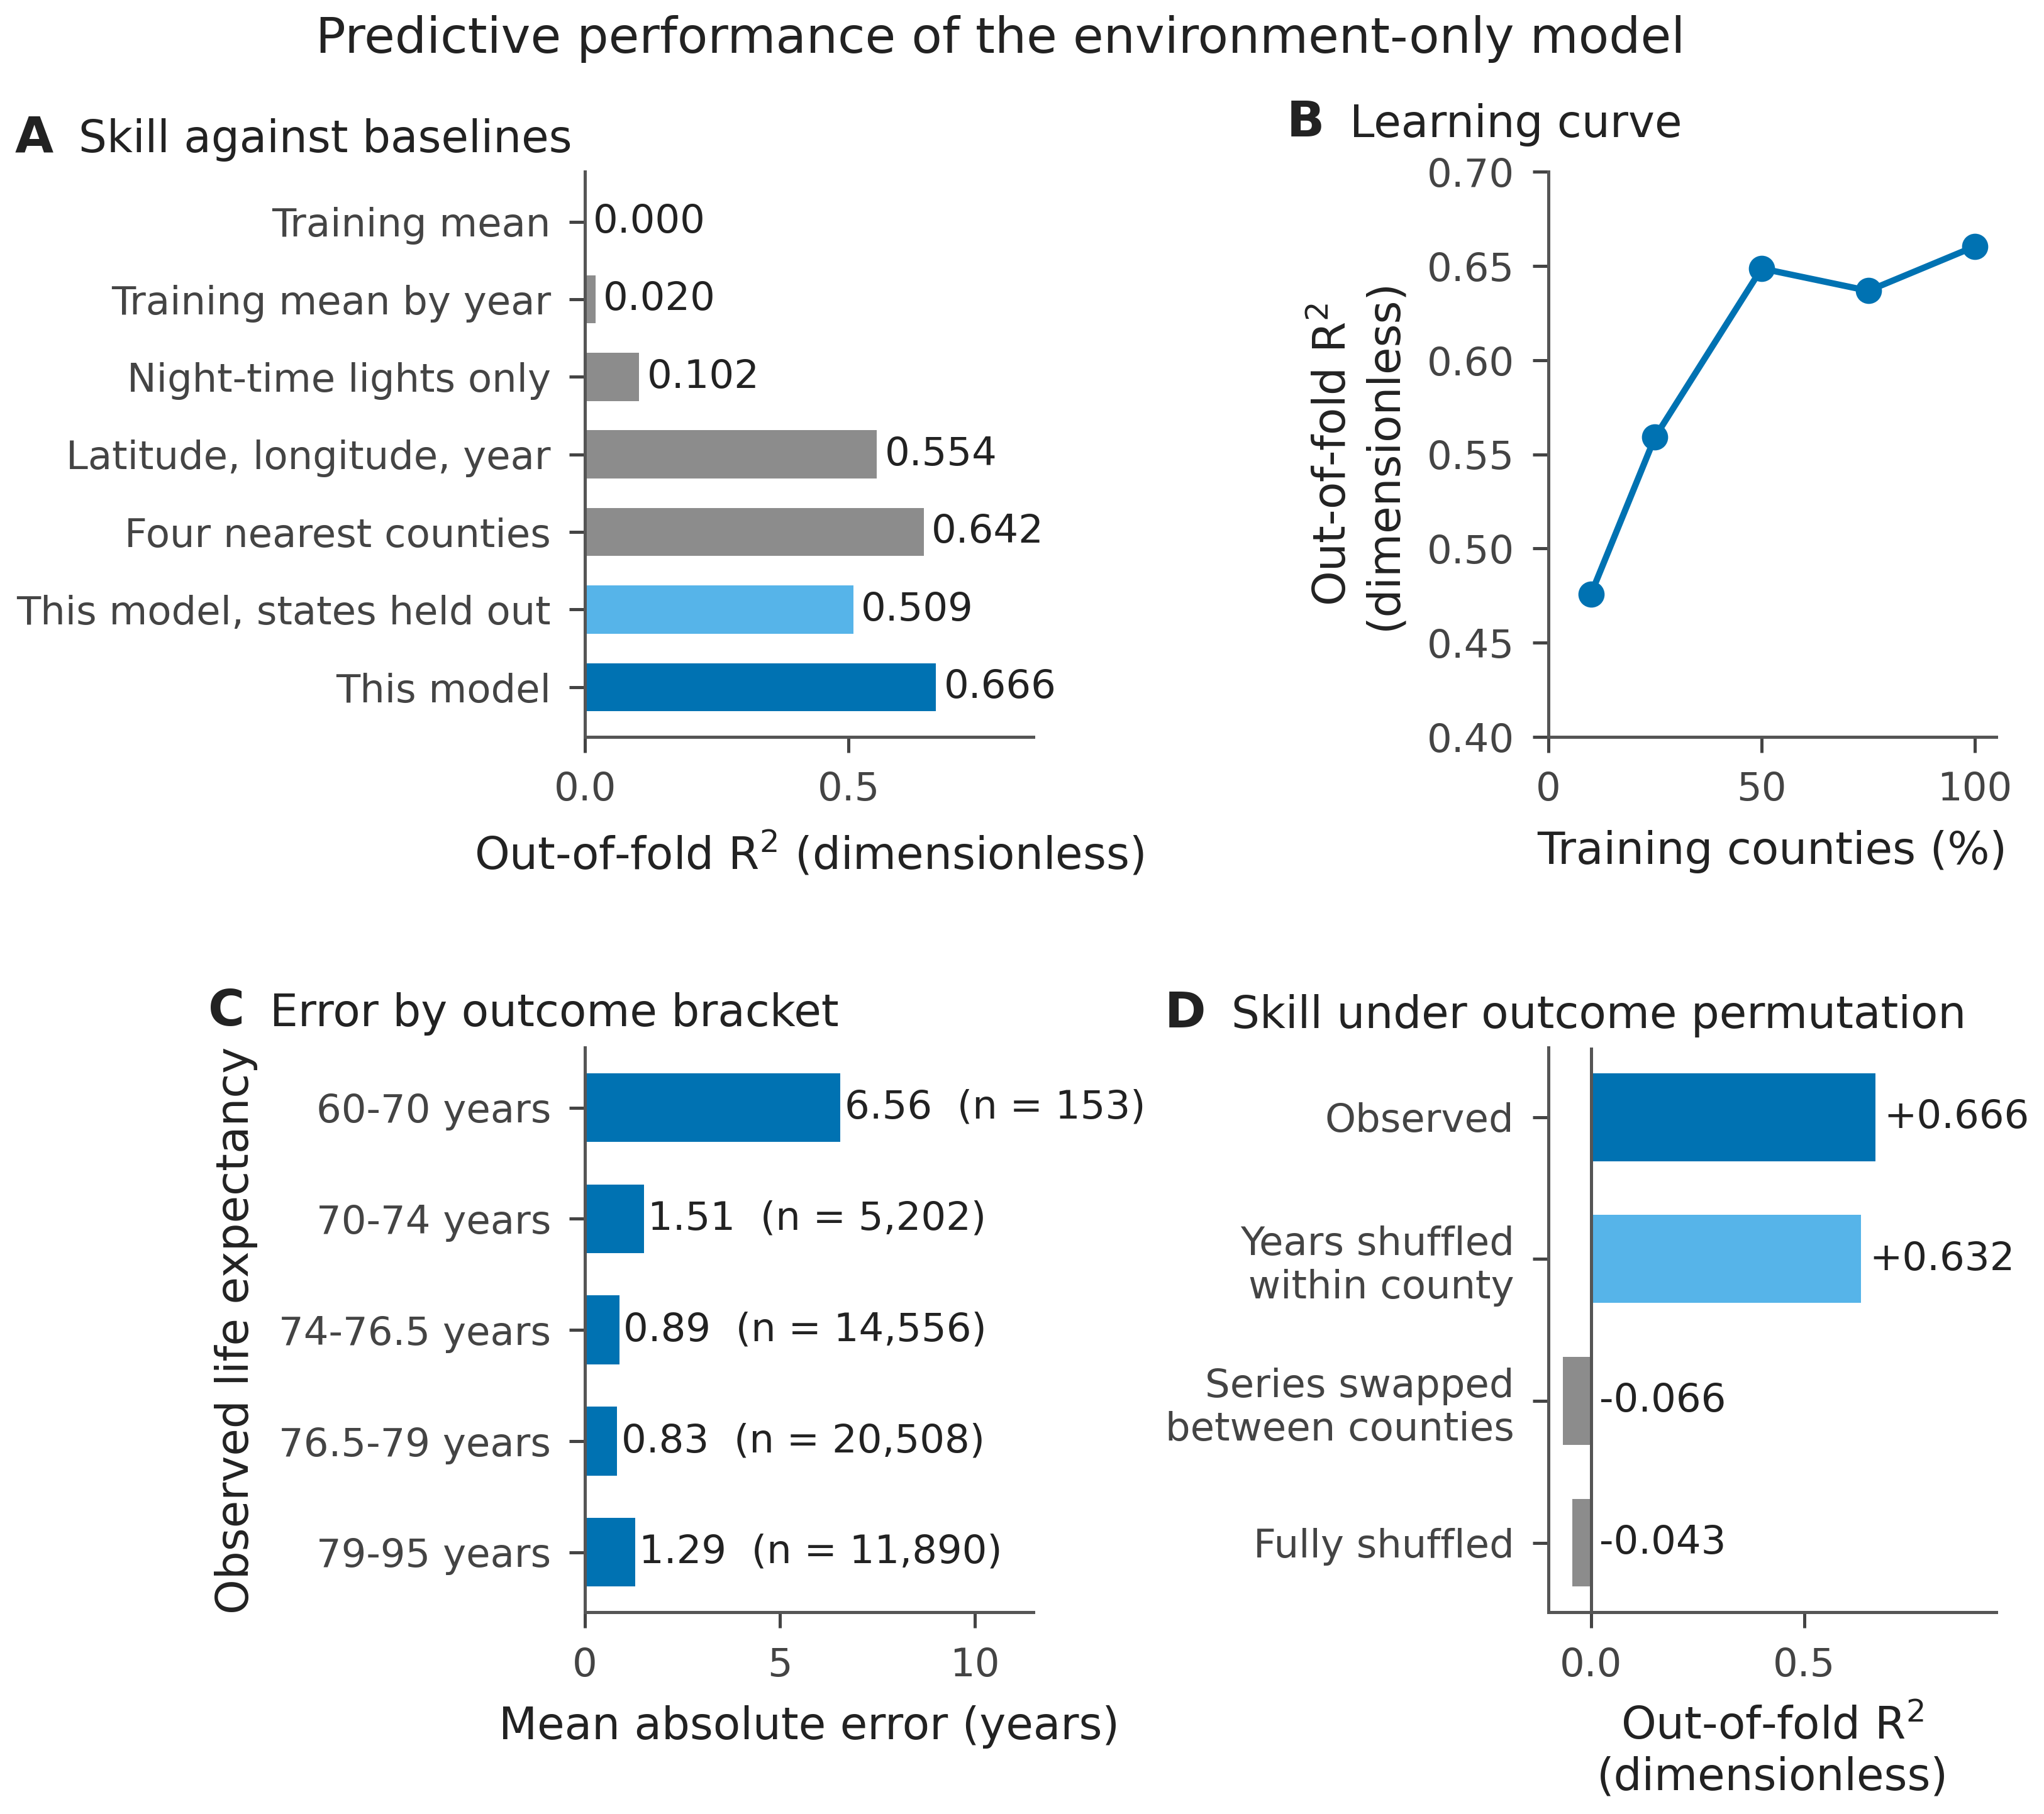 Predictive performance of the environment-only model
A Skill against baselines
Training mean
0.000
Training mean by year
0.020
Night-time lights only
0.102
Latitude, longitude, year
0.554
Four nearest counties
0.642
This model, states held out
0.509
This model
0.666
0.0 0.5
Out-of-fold R² (dimensionless)
B Learning curve
Out-of-fold R²
(dimensionless)
0.70
0.65
0.60
0.55
0.50
0.45
0.40
0 50 100
Training counties (%)
C Error by outcome bracket
Observed life expectancy
60-70 years
6.56 (n = 153)
70-74 years
1.51 (n = 5,202)
74-76.5 years
0.89 (n = 14,556)
76.5-79 years
0.83 (n = 20,508)
79-95 years
1.29 (n = 11,890)
0 5 10
Mean absolute error (years)
D Skill under outcome permutation
Observed
+0.666
Years shuffled
within county
+0.632
Series swapped
between counties
-0.066
Fully shuffled
-0.043
0.0 0.5
Out-of-fold R²
(dimensionless)